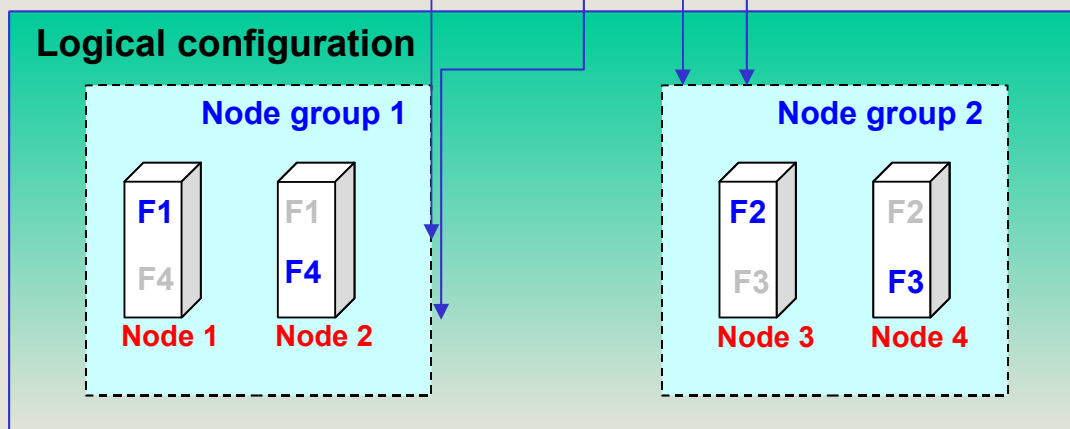 Logical configuration
Node group 1
F1
F4
Node 1
F1
F4
Node 2
Node group 2
F2
F3
Node 3
F2
F3
Node 4